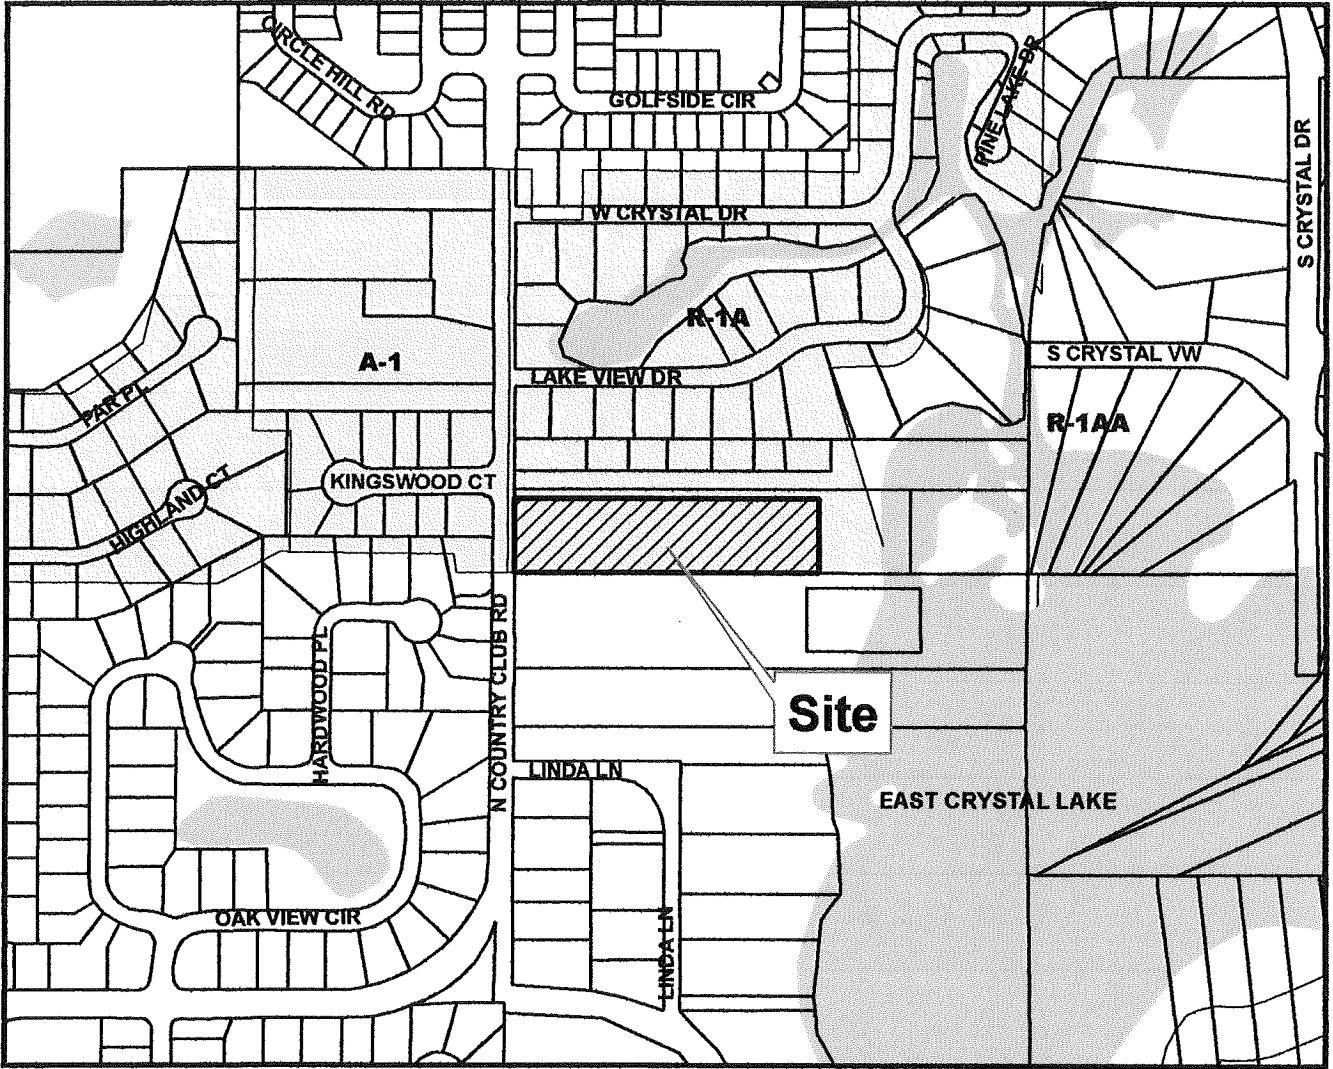 CIRCLE HILL RD
GOLFSIDE CIR
PINE LAKE DR
S CRYSTAL DR
W CRYSTAL DR
R-1A
A-1
S CRYSTAL VW
LAKE VIEW DR
PAR PL
R-1AA
KINGSWOOD CT
HIGHLAND CT
HARDWOOD PL
N COUNTRY CLUB RD
Site
LINDA LN
EAST CRYSTAL LAKE
OAK VIEW CIR
LINDA LN